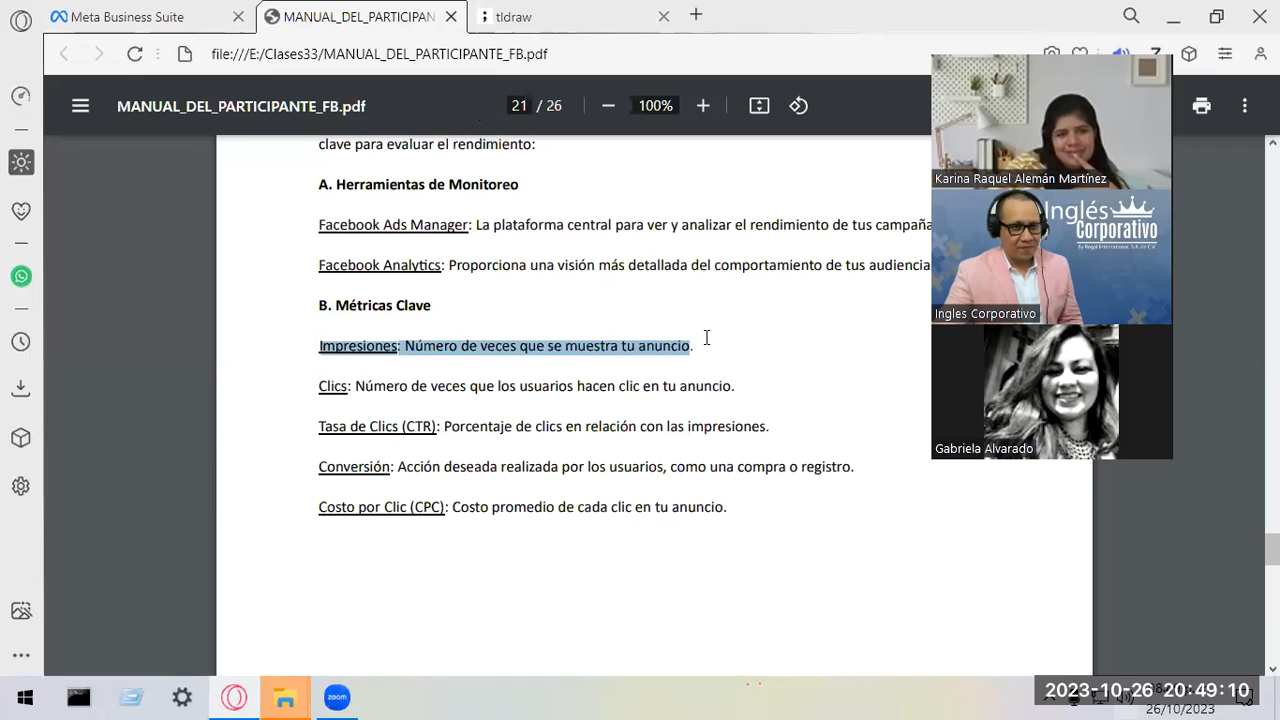 Meta Business Suite
MANUAL_DEL_PARTICIPAN
tldraw
file:///E:/Clases33/MANUAL_DEL_PARTICIPANTE_FB.pdf
MANUAL_DEL_PARTICIPANTE_FB.pdf
21 / 26
100%
clave para evaluar el rendimiento:
A. Herramientas de Monitoreo
Facebook Ads Manager: La plataforma central para ver y analizar el rendimiento de tus campaña
Facebook Analytics: Proporciona una visión más detallada del comportamiento de tus audiencia
B. Métricas Clave
Impresiones: Número de veces que se muestra tu anuncio.
Clics: Número de veces que los usuarios hacen clic en tu anuncio.
Tasa de Clics (CTR): Porcentaje de clics en relación con las impresiones.
Conversión: Acción deseada realizada por los usuarios, como una compra o registro.
Costo por Clic (CPC): Costo promedio de cada clic en tu anuncio.
Karina Raquel Alemán Martínez
Inglés
Corporativo
By Regal International, S.A. de C.V.
Ingles Corporativo
Gabriela Alvarado
zoom
2023-10-26 20:49:10
26/10/2023